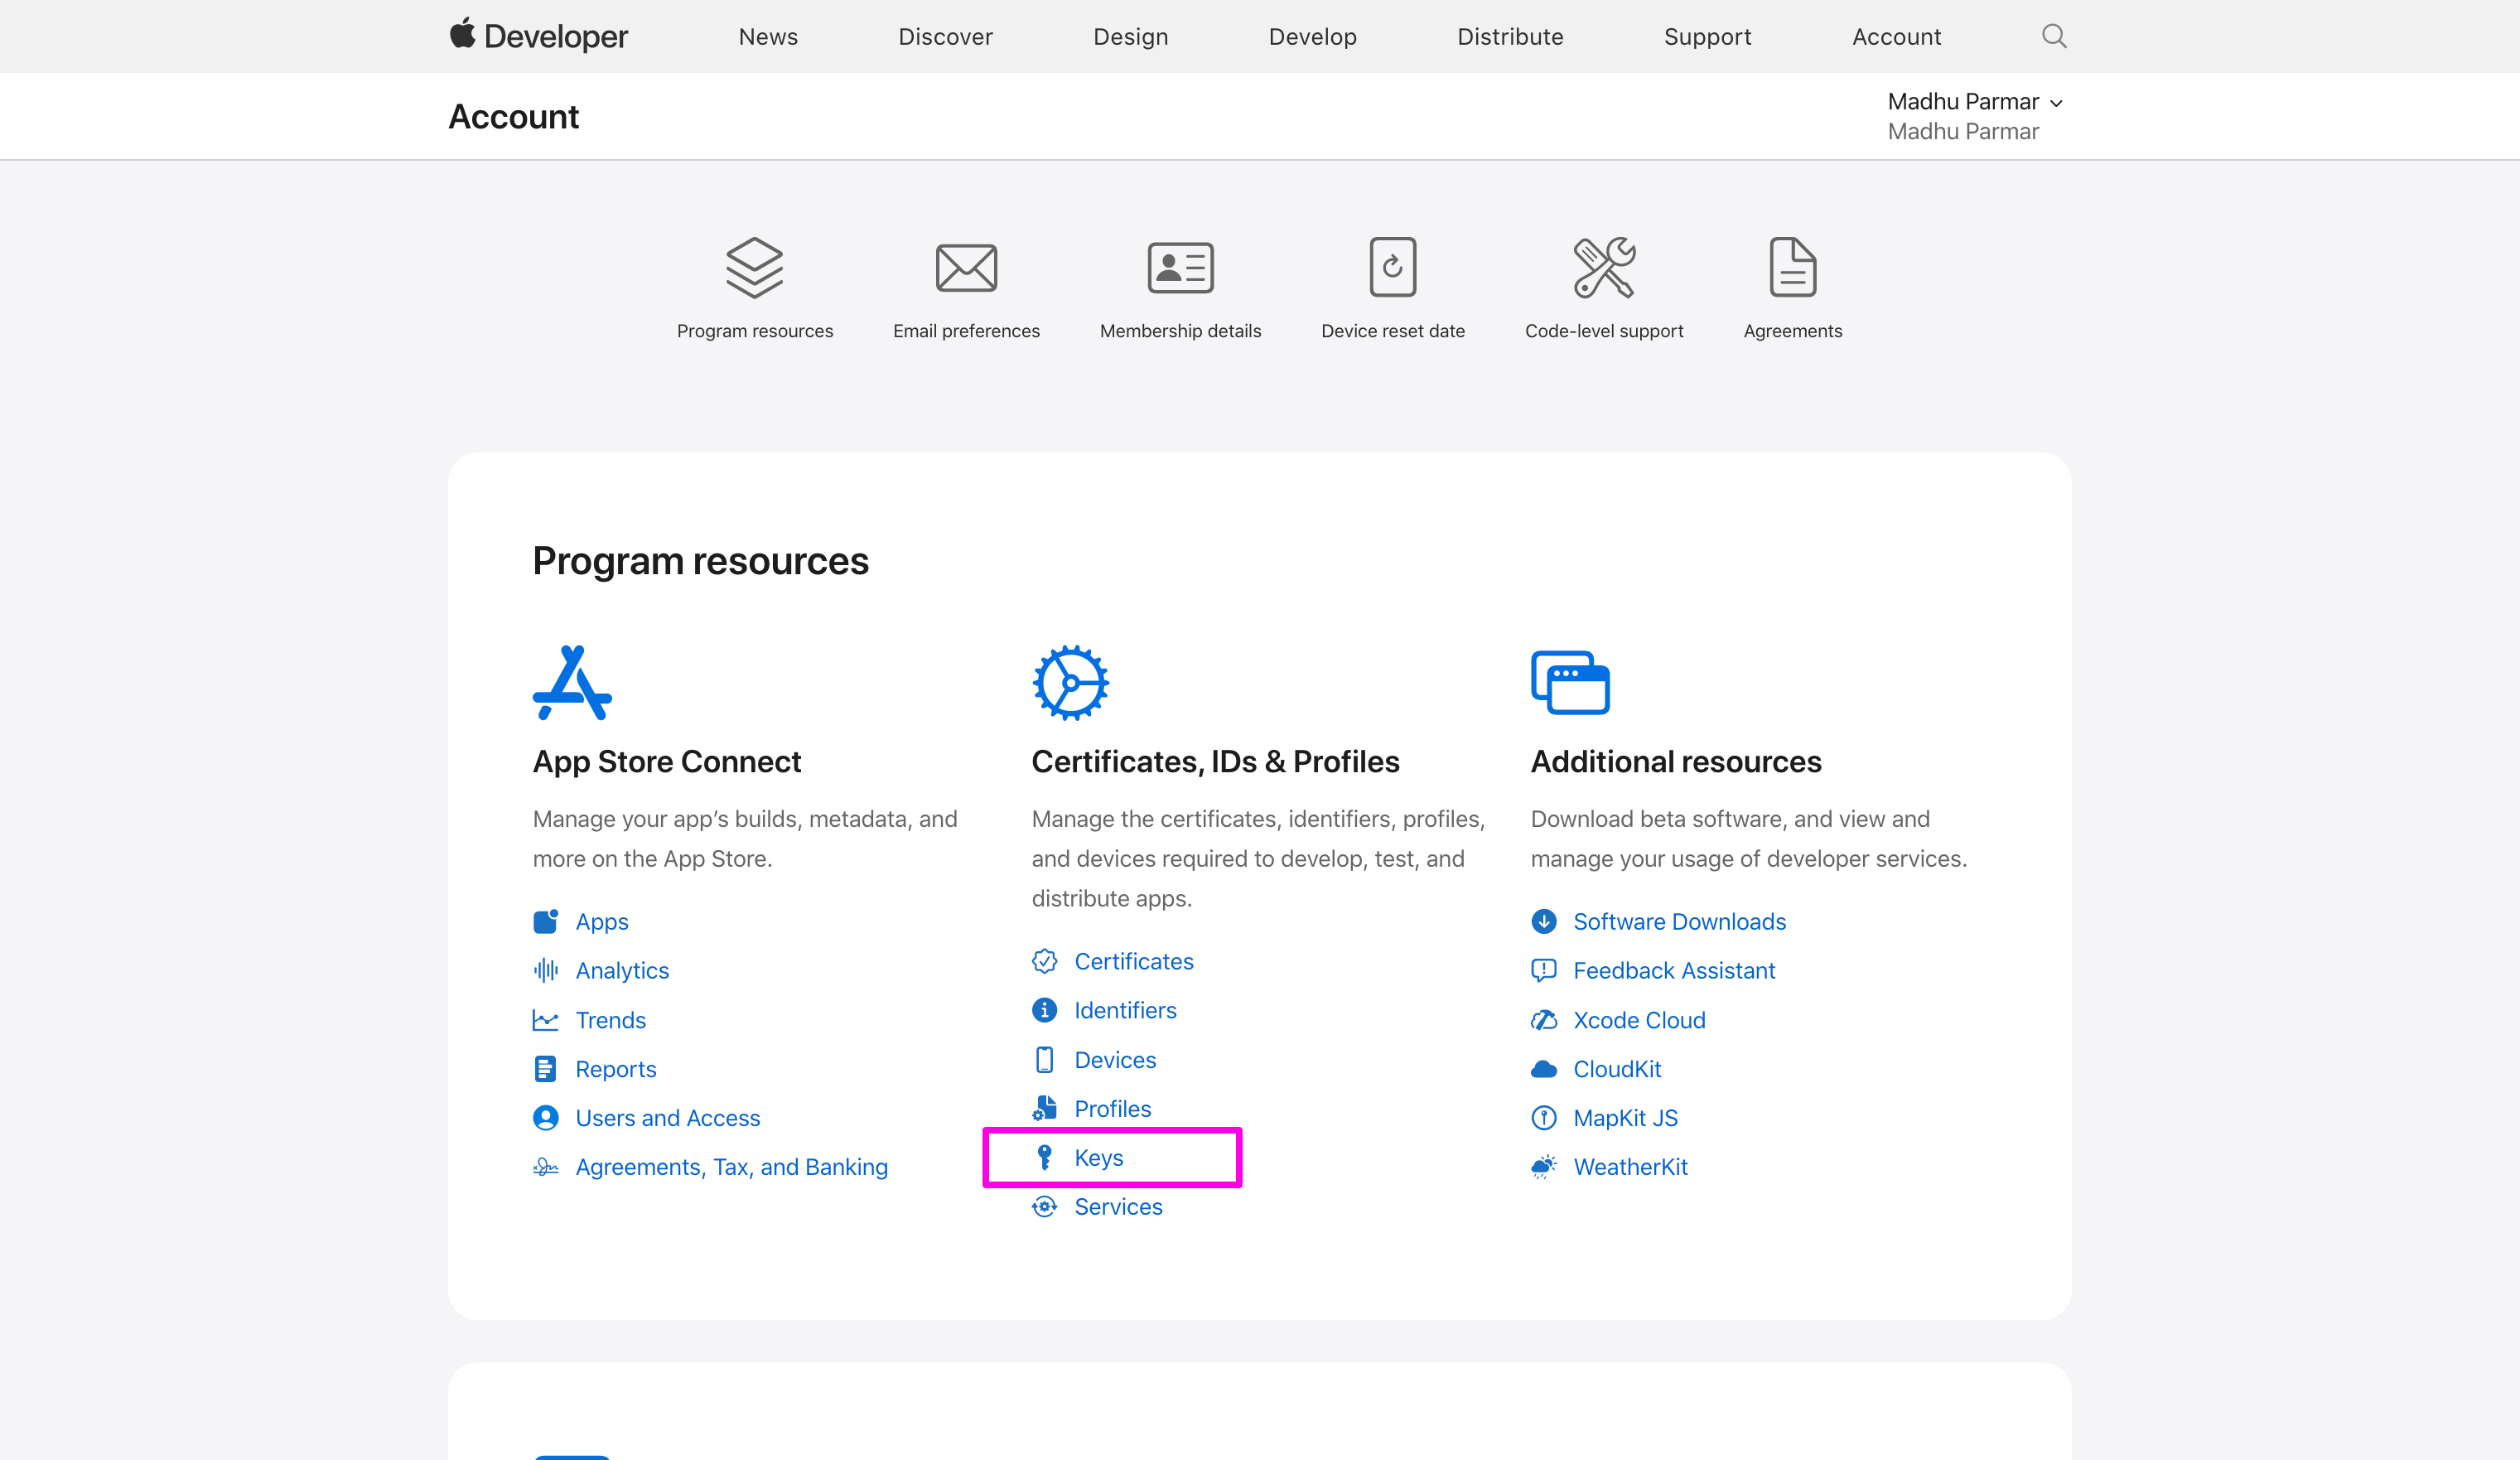 Developer
News
Discover
Design
Develop
Distribute
Support
Account
Account
Madhu Parmar
Madhu Parmar
Program resources
Email preferences
Membership details
Device reset date
Code-level support
Agreements
Program resources
App Store Connect
Manage your app’s builds, metadata, and
more on the App Store.
Apps
Analytics
Trends
Reports
Users and Access
Agreements, Tax, and Banking
Certificates, IDs & Profiles
Manage the certificates, identifiers, profiles,
and devices required to develop, test, and
distribute apps.
Certificates
Identifiers
Devices
Profiles
Keys
Services
Additional resources
Download beta software, and view and
manage your usage of developer services.
Software Downloads
Feedback Assistant
Xcode Cloud
CloudKit
MapKit JS
WeatherKit